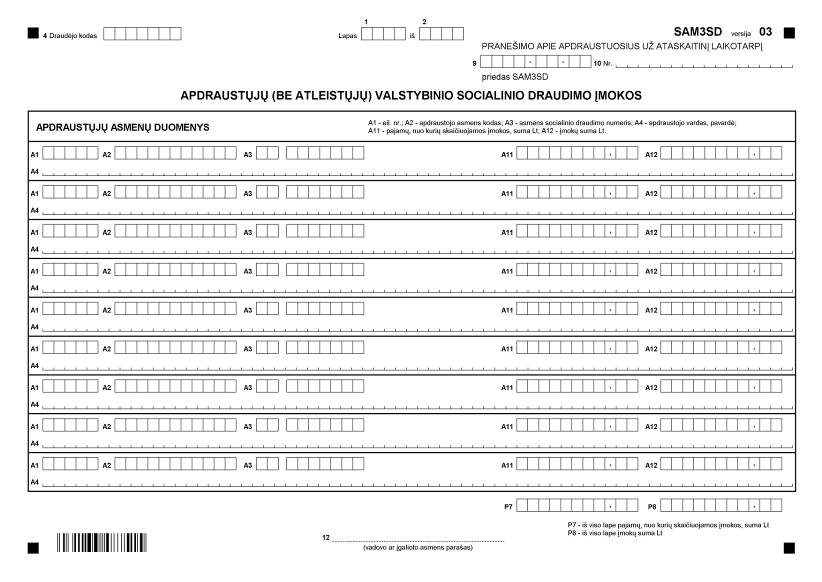 1 2
4 Draudėjo kodas Lapas iš SAM3SD versija 03
PRANEŠIMO APIE APDRAUSTUOSIUS UŽ ATASKAITINĮ LAIKOTARPĮ
9 - - 10 Nr.
priedas SAM3SD
APDRAUSTŲJŲ (BE ATLEISTŲJŲ) VALSTYBINIO SOCIALINIO DRAUDIMO ĮMOKOS
APDRAUSTŲJŲ ASMENŲ DUOMENYS
A1 - eil. nr.; A2 - apdraustojo asmens kodas; A3 - asmens socialinio draudimo numeris; A4 - apdraustojo vardas, pavardė;
A11 - pajamų, nuo kurių skaičiuojamos įmokos, suma Lt; A12 - įmokų suma Lt.
A1 A2 A3 A11 , A12 ,
A4
A1 A2 A3 A11 , A12 ,
A4
A1 A2 A3 A11 , A12 ,
A4
A1 A2 A3 A11 , A12 ,
A4
A1 A2 A3 A11 , A12 ,
A4
A1 A2 A3 A11 , A12 ,
A4
A1 A2 A3 A11 , A12 ,
A4
A1 A2 A3 A11 , A12 ,
A4
A1 A2 A3 A11 , A12 ,
A4
P7 , P8 ,
P7 - iš viso lape pajamų, nuo kurių skaičiuojamos įmokos, suma Lt
P8 - iš viso lape įmokų suma Lt
12
(vadovo ar įgalioto asmens parašas)